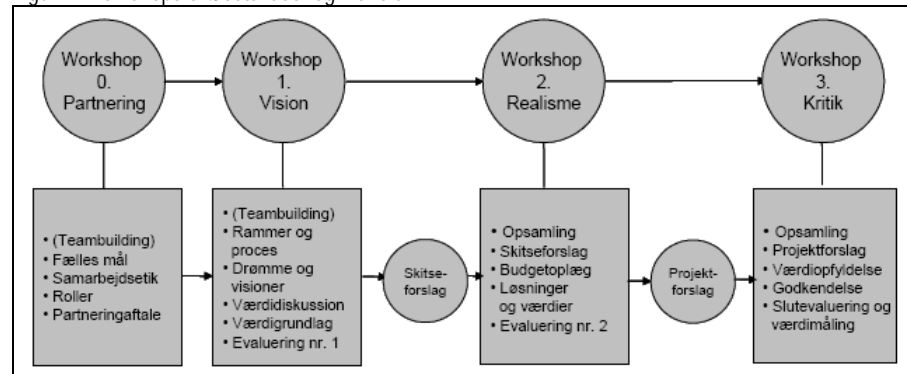 Workshop
0.
Partnering
Workshop
1.
Vision
Workshop
2.
Realisme
Workshop
3.
Kritik
• (Teambuilding)
• Fælles mål
• Samarbejdsetik
• Roller
• Partneringaftale
• (Teambuilding)
• Rammer og
proces
• Drømme og
visioner
• Værdidiskussion
• Værdigrundlag
• Evaluering nr. 1
Skitse-
forslag
• Opsamling
• Skitseforslag
• Budgetoplæg
• Løsninger
og værdier
• Evaluering nr. 2
Projekt-
forslag
• Opsamling
• Projektforslag
• Værdiopfyldelse
• Godkendelse
• Slutevaluering og
værdimåling